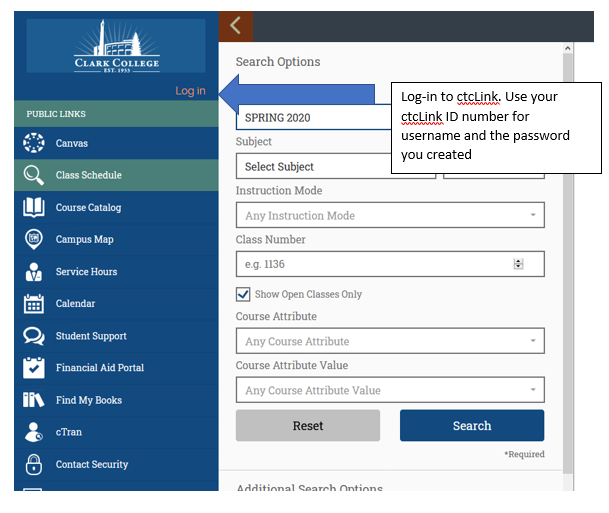 CLARK COLLEGE
EST. 1933
Log in
PUBLIC LINKS
Canvas
Class Schedule
Course Catalog
Campus Map
Service Hours
Calendar
Student Support
Financial Aid Portal
Find My Books
cTran
Contact Security
Search Options
SPRING 2020
Subject
Select Subject
Instruction Mode
Any Instruction Mode
Class Number
e.g. 1136
Show Open Classes Only
Course Attribute
Any Course Attribute
Course Attribute Value
Any Course Attribute Value
Reset
Search
*Required
Additional Search Options
Log-in to ctcLink. Use your
ctcLink ID number for
username and the password
you created